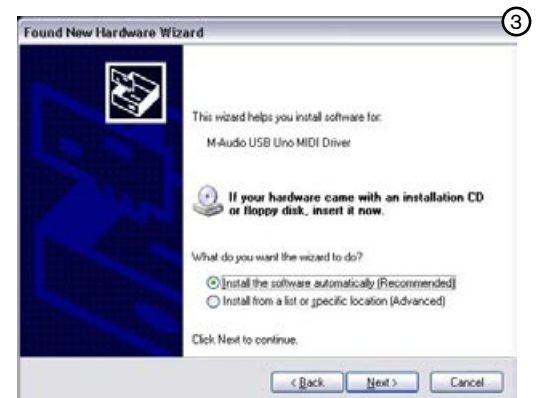 ③
Found New Hardware Wizard
This wizard helps you install software for:
M-Audio USB Uno MIDI Driver
If your hardware came with an installation CD
or floppy disk, insert it now.
What do you want the wizard to do?
Install the software automatically (Recommended)
Install from a list or specific location (Advanced)
Click Next to continue.
< Back Next > Cancel